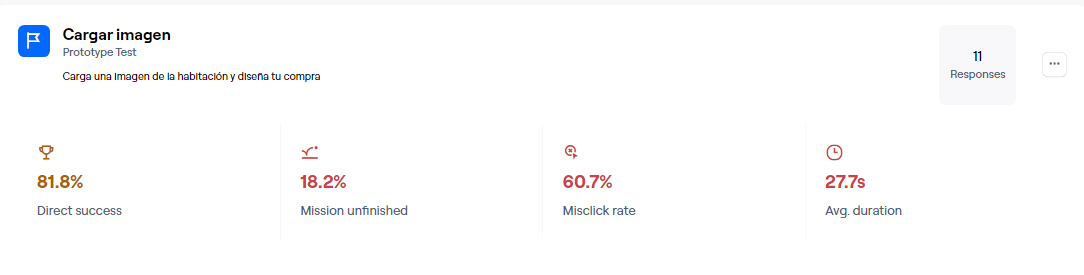 Cargar imagen
Prototype Test
Carga una imagen de la habitación y diseña tu compra
11
Responses
81.8%
Direct success
18.2%
Mission unfinished
60.7%
Misclick rate
27.7s
Avg. duration